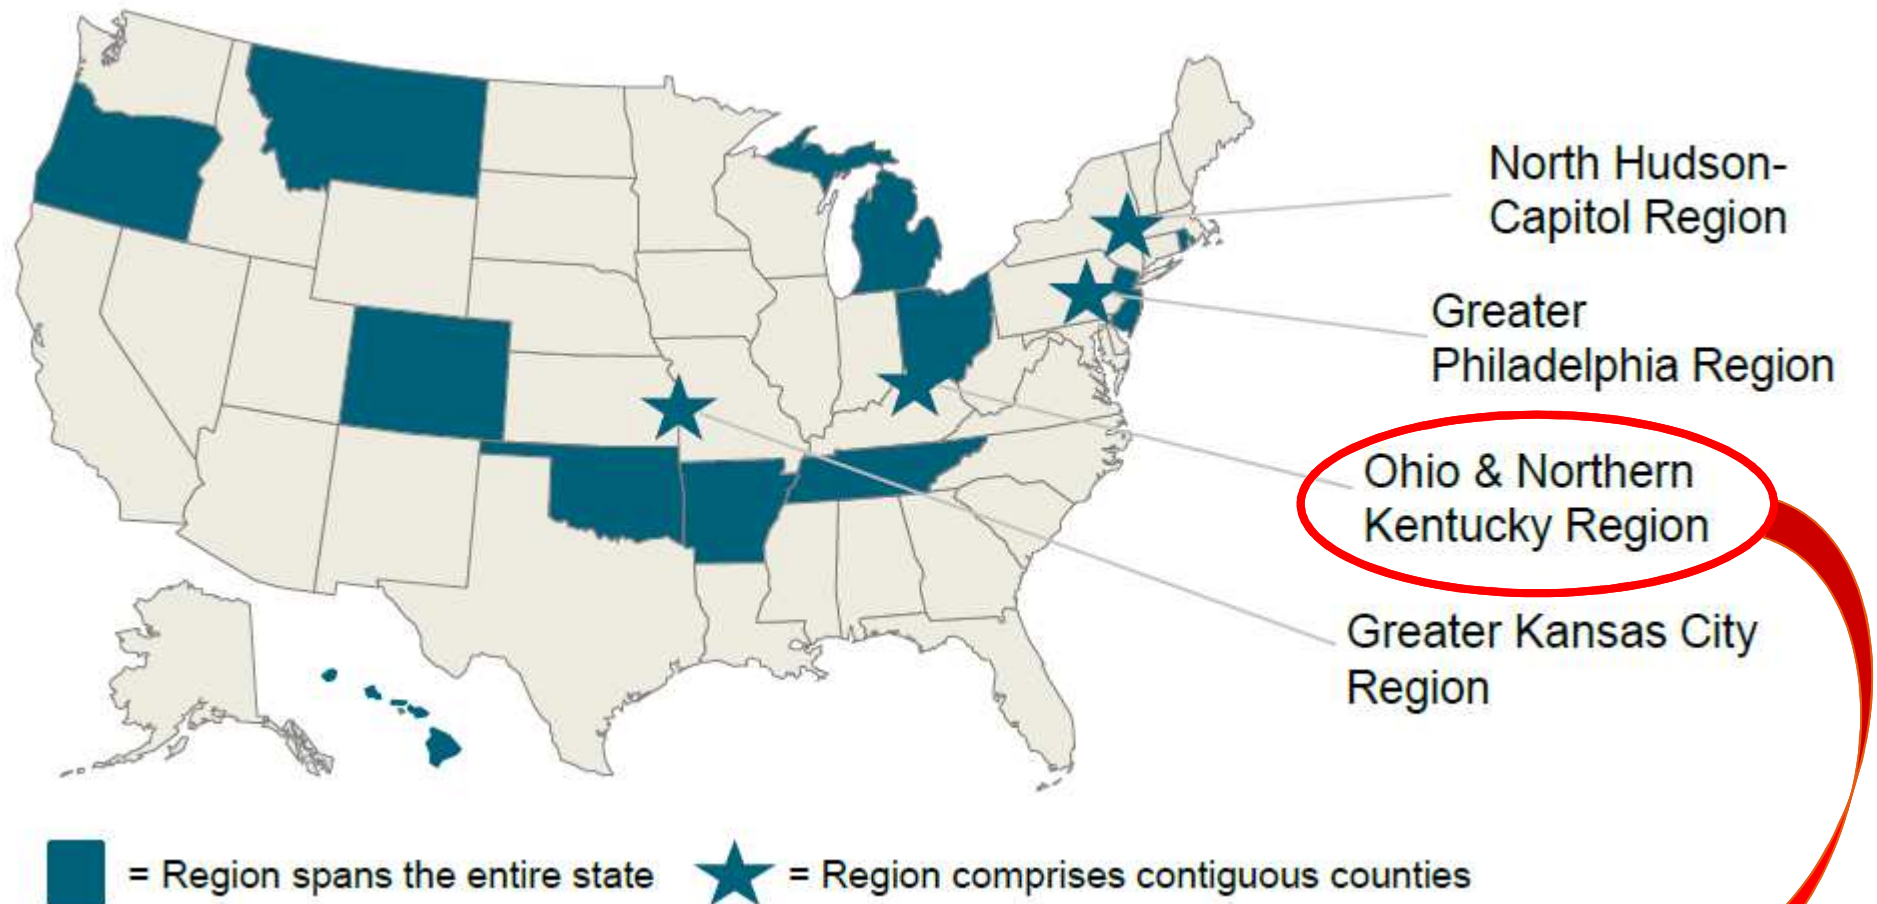 North Hudson-
Capitol Region
Greater
Philadelphia Region
Ohio & Northern
Kentucky Region
Greater Kansas City
Region
= Region spans the entire state
= Region comprises contiguous counties